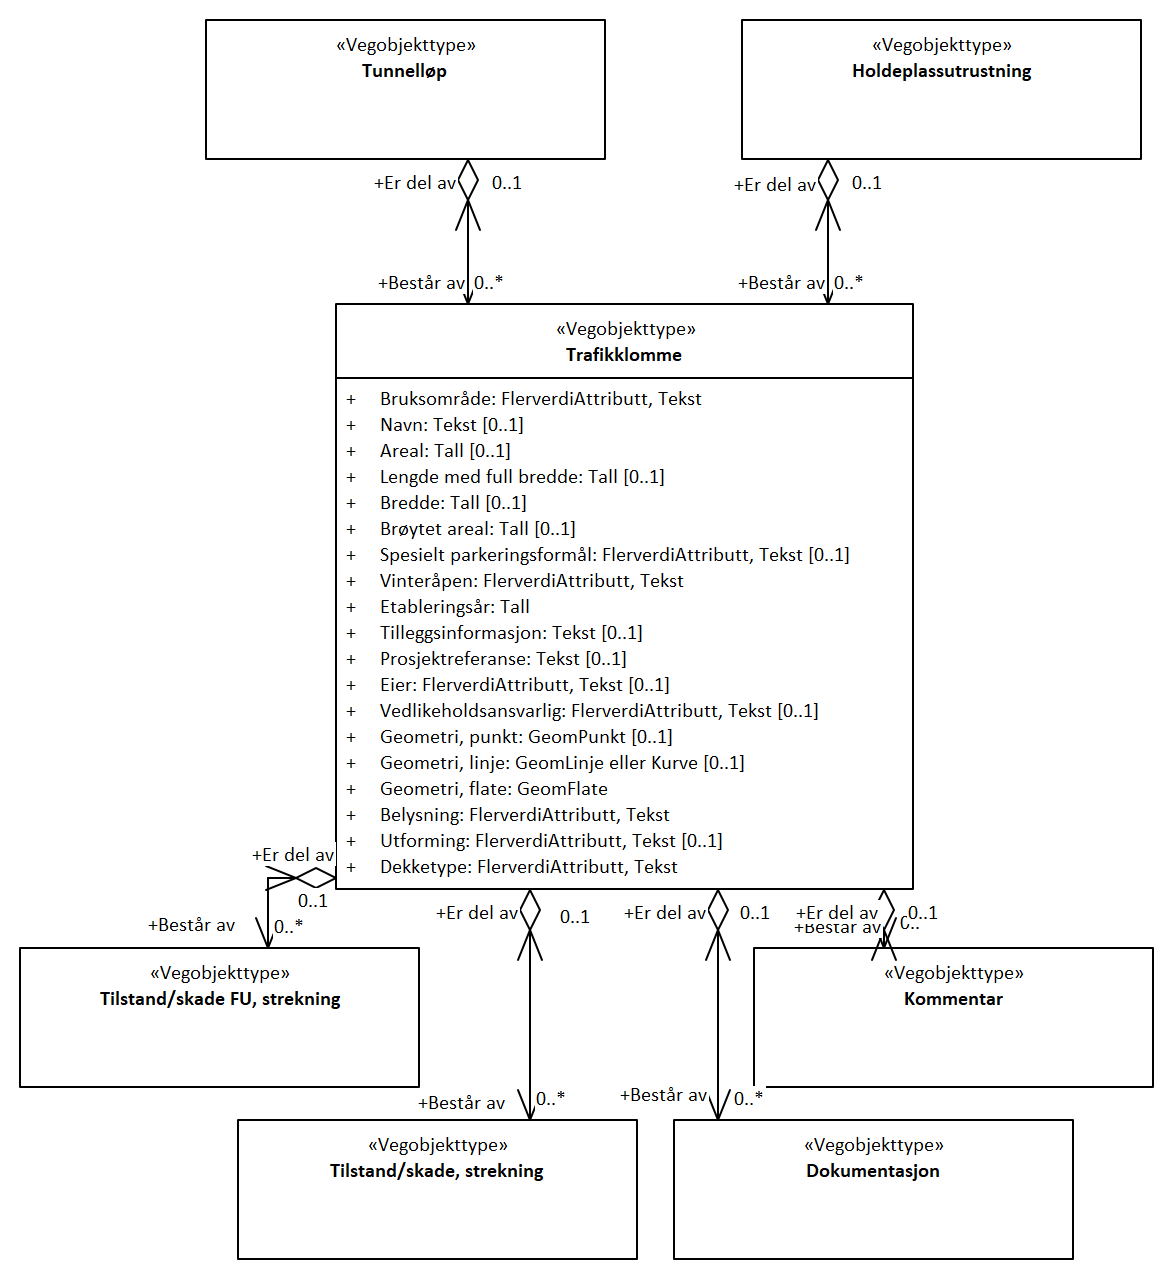 «Vegobjekttype»
Tunnelløp
«Vegobjekttype»
Holdeplassutrustning
+Er del av
0..1
+Er del av
0..1
+Består av
0..*
+Består av
0..*
«Vegobjekttype»
Trafikklomme
+ Bruksområde: FlerverdiAttributt, Tekst
+ Navn: Tekst [0..1]
+ Areal: Tall [0..1]
+ Lengde med full bredde: Tall [0..1]
+ Bredde: Tall [0..1]
+ Brøytet areal: Tall [0..1]
+ Spesielt parkeringsformål: FlerverdiAttributt, Tekst [0..1]
+ Vinteråpen: FlerverdiAttributt, Tekst
+ Etableringsår: Tall
+ Tilleggsinformasjon: Tekst [0..1]
+ Prosjektreferanse: Tekst [0..1]
+ Eier: FlerverdiAttributt, Tekst [0..1]
+ Vedlikeholdsansvarlig: FlerverdiAttributt, Tekst [0..1]
+ Geometri, punkt: GeomPunkt [0..1]
+ Geometri, linje: GeomLinje eller Kurve [0..1]
+ Geometri, flate: GeomFlate
+ Belysning: FlerverdiAttributt, Tekst
+ Utforming: FlerverdiAttributt, Tekst [0..1]
+ Dekketype: FlerverdiAttributt, Tekst
+Er del av
0..1
+Består av
0..*
+Er del av
0..1
+Er del av
0..1
+Er del av
0..1
+Består av
0..
«Vegobjekttype»
Tilstand/skade FU, strekning
«Vegobjekttype»
Kommentar
+Består av
0..*
+Består av
0..*
«Vegobjekttype»
Tilstand/skade, strekning
«Vegobjekttype»
Dokumentasjon